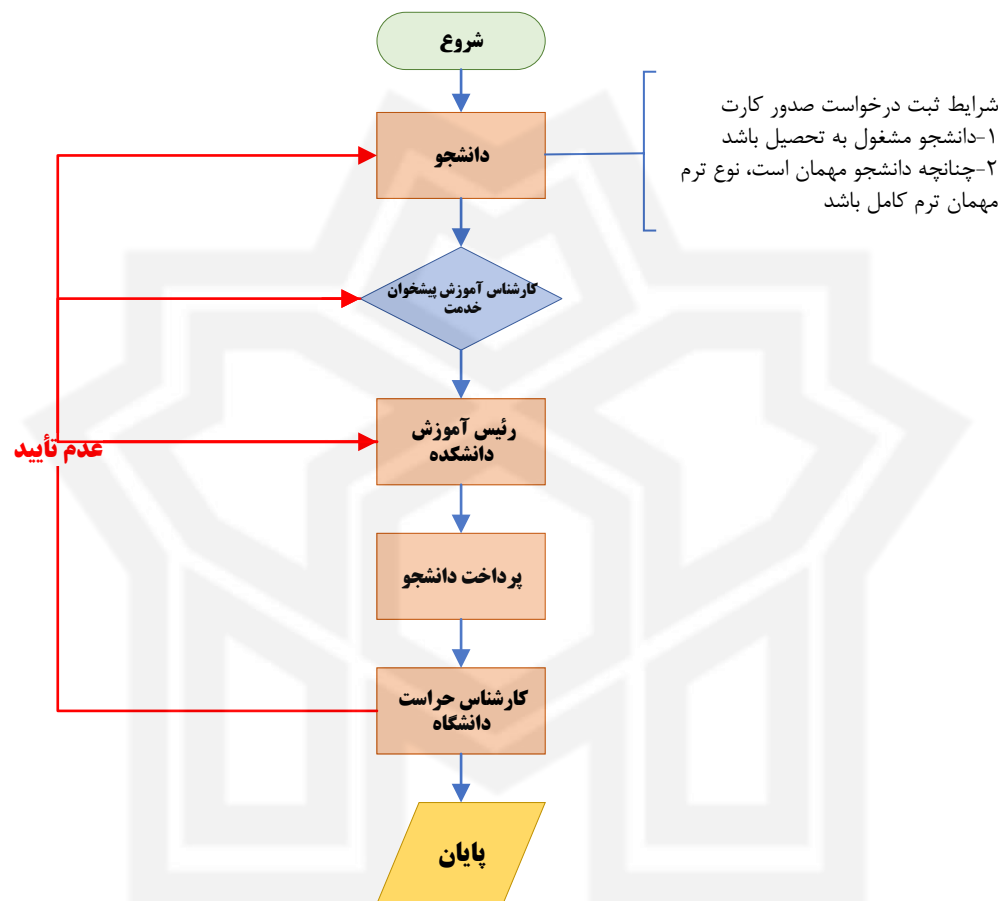 شروع
شرایط ثبت درخواست صدور کارت
۱-دانشجو مشغول به تحصیل باشد
۲-چنانچه دانشجو مهمان است، نوع ترم
مهمان ترم کامل باشد
دانشجو
کارشناس آموزش پیشخوان
خدمت
رئیس آموزش
دانشکده
عدم تأیید
پرداخت دانشجو
کارشناس حراست
دانشگاه
پایان